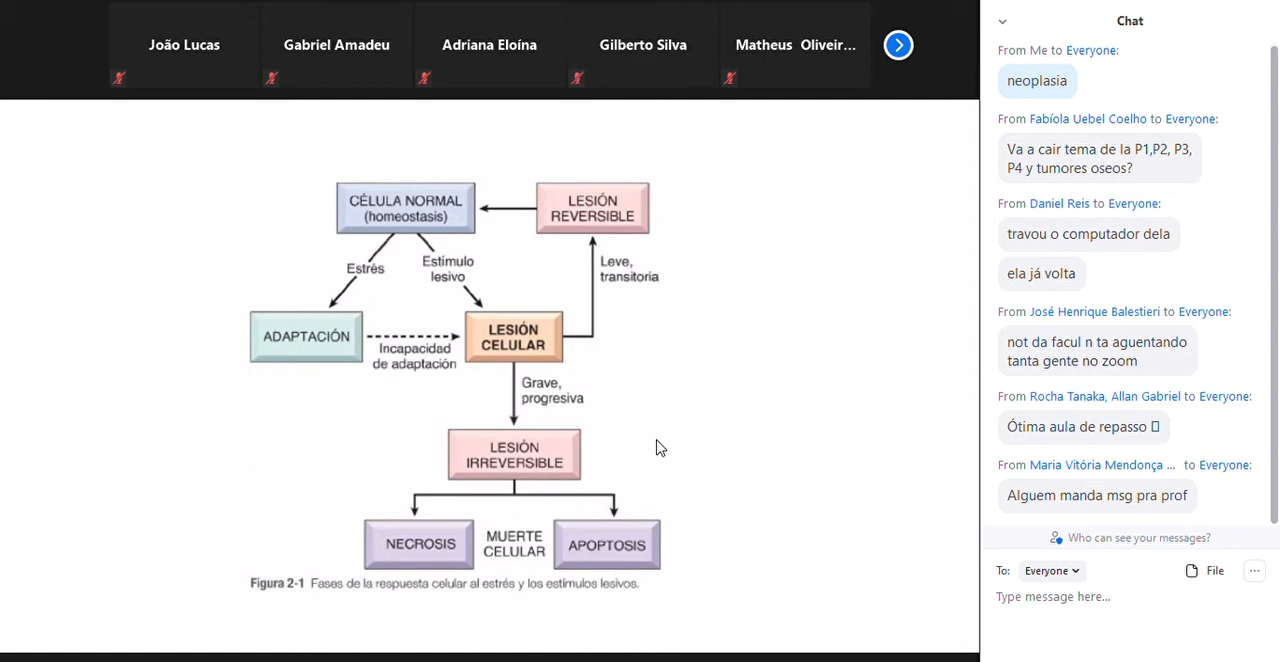 João Lucas
Gabriel Amadeu
Adriana Eloína
Gilberto Silva
Matheus Oliveir...
CÉLULA NORMAL
(homeostasis)
LESIÓN
REVERSIBLE
Estrés
Estímulo
lesivo
Leve,
transitoria
ADAPTACIÓN
Incapacidad
de adaptación
LESIÓN
CELULAR
Grave,
progresiva
LESIÓN
IRREVERSIBLE
NECROSIS
MUERTE
CELULAR
APOPTOSIS
Figura 2-1 Fases de la respuesta celular al estrés y los estímulos lesivos.
Chat
From Me to Everyone:
neoplasia
From Fabíola Uebel Coelho to Everyone:
Va a cair tema de la P1,P2, P3,
P4 y tumores oseos?
From Daniel Reis to Everyone:
travou o computador dela
ela já volta
From José Henrique Balestieri to Everyone:
not da facul n ta aguentando
tanta gente no zoom
From Rocha Tanaka, Allan Gabriel to Everyone:
Ótima aula de repasso
From Maria Vitória Mendonça ... to Everyone:
Alguem manda msg pra prof
Who can see your messages?
To: Everyone
File
...
Type message here...